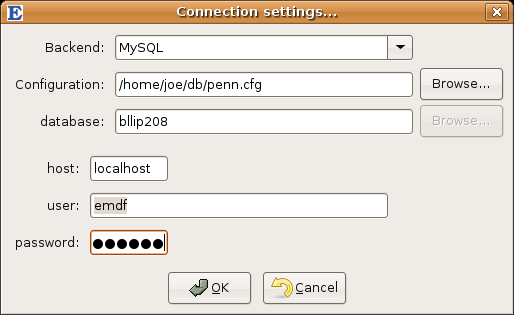 E Connection settings...
Backend: MySQL
Configuration: /home/joe/db/penn.cfg Browse...
database: bllip208 Browse...
host: localhost
user: emdf
password: ●●●●●●
OK Cancel